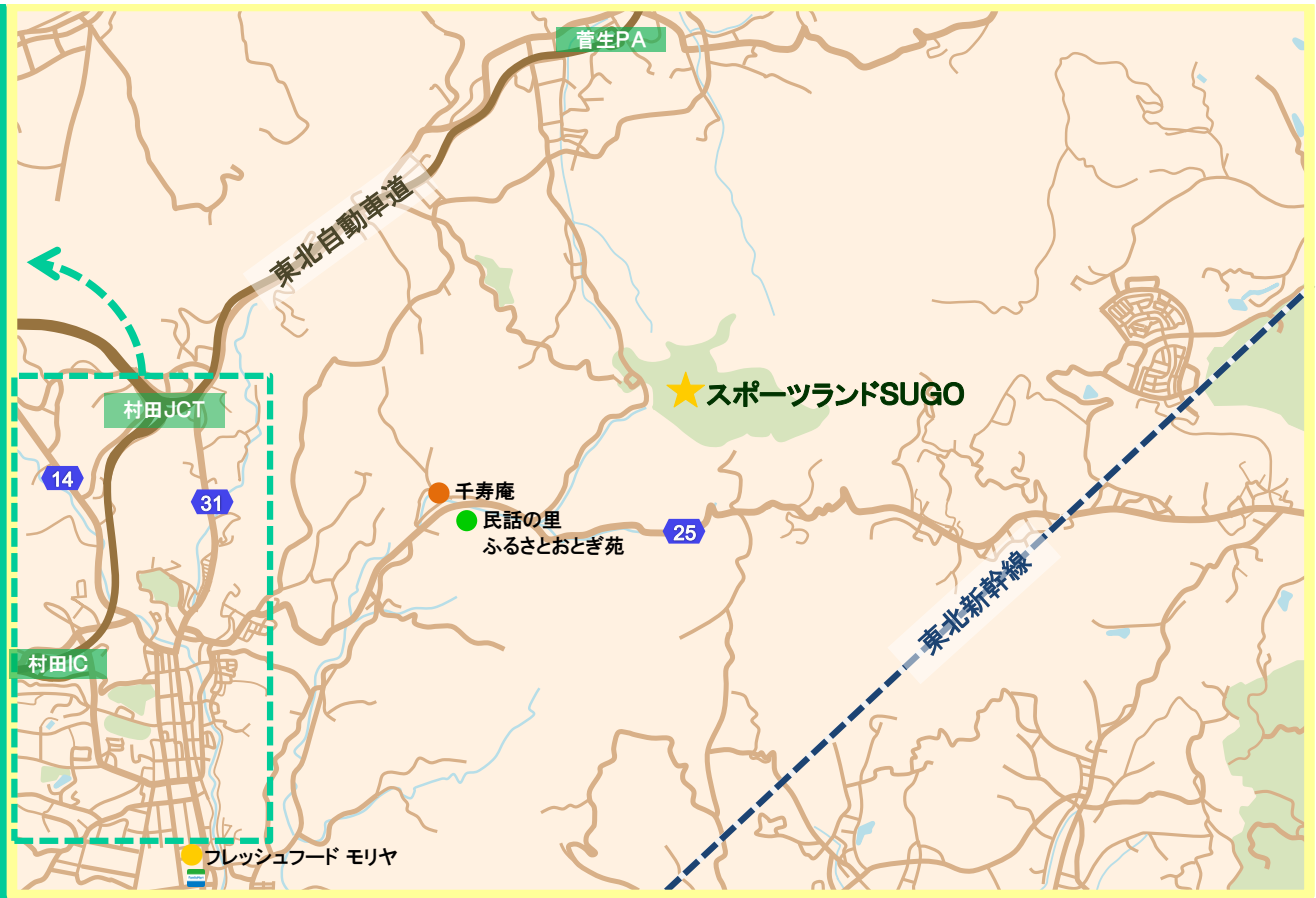 菅生PA
東北自動車道
スポーツランドSUGO
村田JCT
14
31
千寿庵
民話の里
ふるさとおとぎ苑
25
東北新幹線
村田IC
フレッシュフード モリヤ
FamilyMart